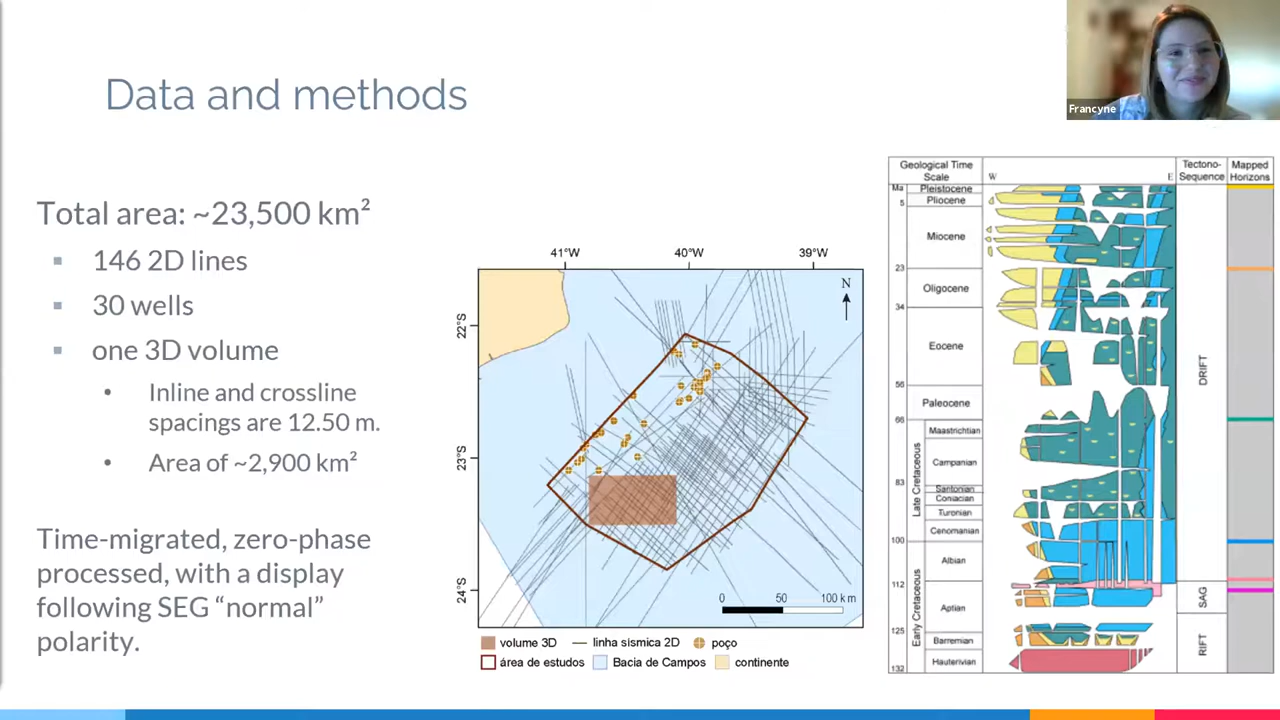 Data and methods
Francyne
Total area: ~23,500 km²
▪ 146 2D lines
▪ 30 wells
▪ one 3D volume
• Inline and crossline
spacings are 12.50 m.
• Area of ~2,900 km²
Time-migrated, zero-phase
processed, with a display
following SEG “normal”
polarity.
41°W 40°W 39°W
N
22°S
23°S
24°S
0 50 100 km
volume 3D linha sísmica 2D poço
área de estudos Bacia de Campos continente
Geological Time
Scale
W E
Tectono-
Sequence
Mapped
Horizons
Ma
Pleistocene
5
Pliocene
Miocene
23
Oligocene
34
Eocene
56
Paleocene
66
Maastrichtian
Campanian
83
Santonian
Coniacian
Turonian
Cenomanian
100
Albian
112
Aptian
125
Barremian
Hauterivian
132
Late Cretaceous
Early Cretaceous
DRIFT
SAG
RIFT